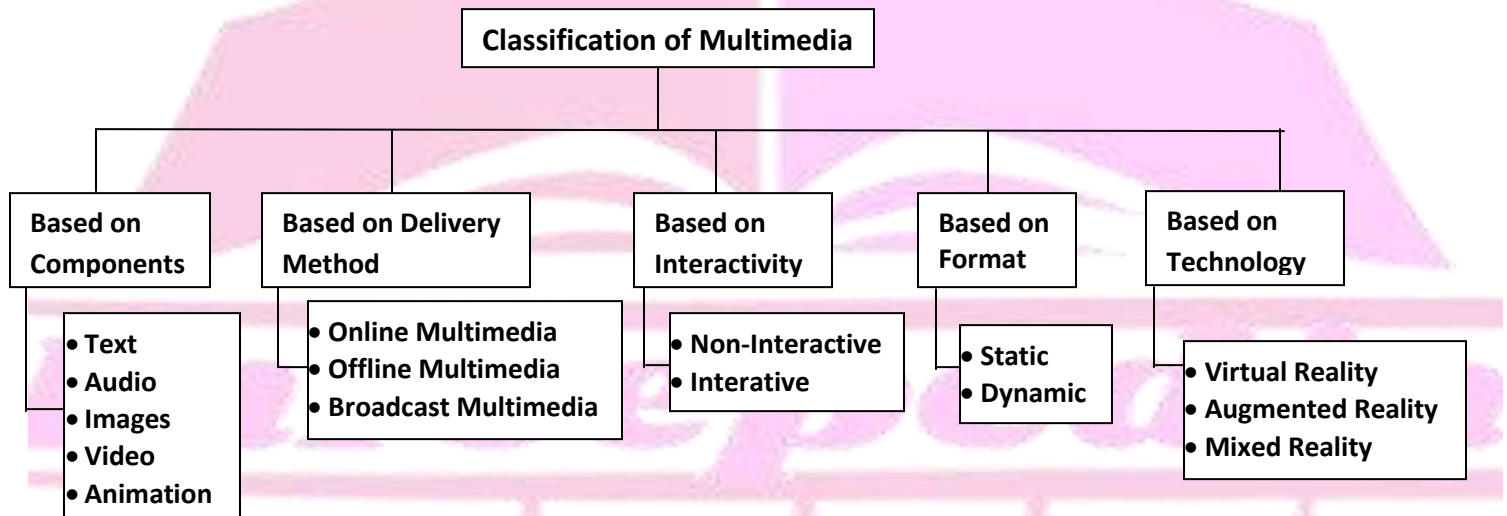 Classification of Multimedia
Based on
Components
• Text
• Audio
• Images
• Video
• Animation
Based on Delivery
Method
• Online Multimedia
• Offline Multimedia
• Broadcast Multimedia
Based on
Interactivity
• Non-Interactive
• Interative
Based on
Format
• Static
• Dynamic
Based on
Technology
• Virtual Reality
• Augmented Reality
• Mixed Reality